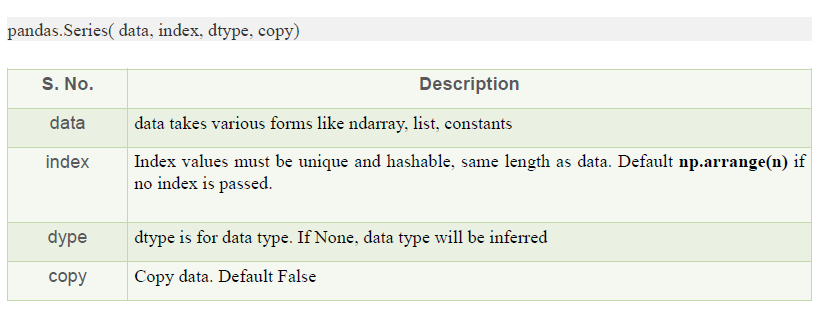 pandas.Series( data, index, dtype, copy)
S. No. Description
data data takes various forms like ndarray, list, constants
index Index values must be unique and hashable, same length as data. Default np.arrange(n) if
no index is passed.
dype dtype is for data type. If None, data type will be inferred
copy Copy data. Default False